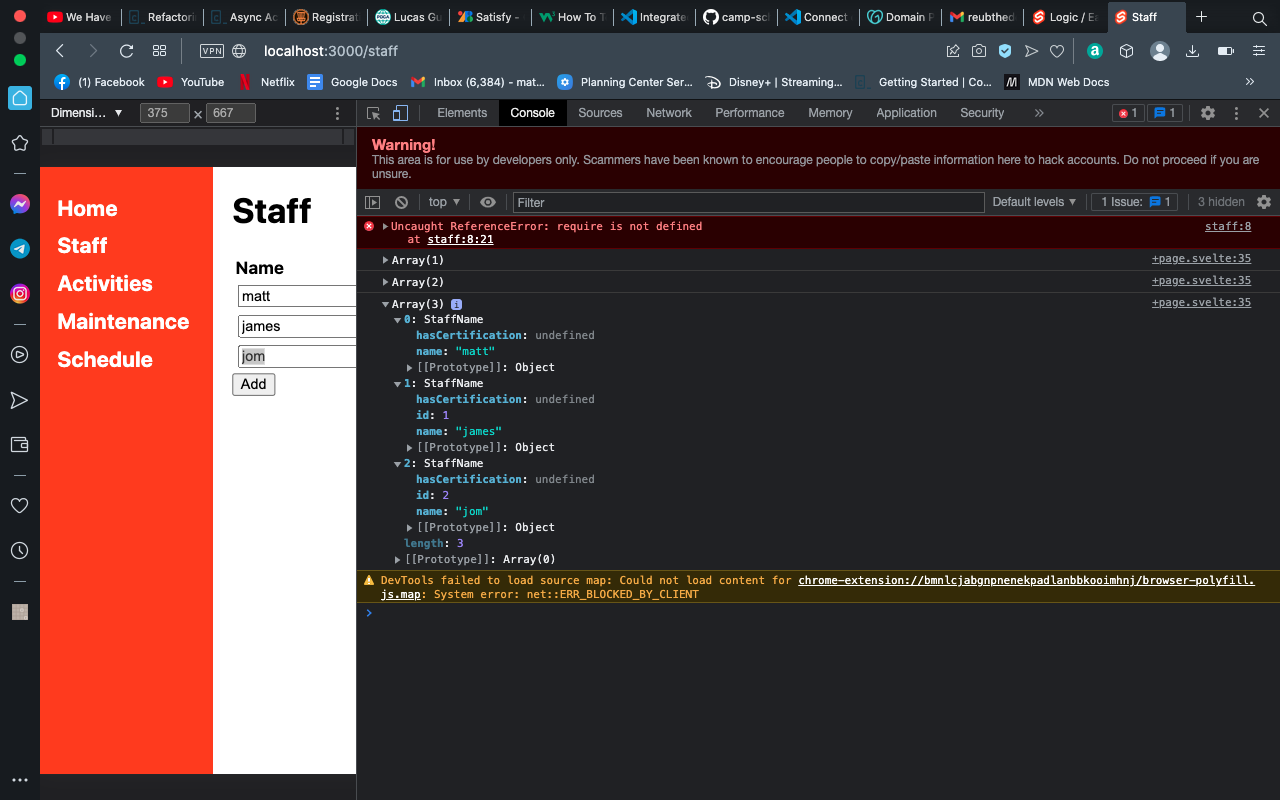 We Have
Refactori
Async Ac
Registrat
Lucas Gu
Satisfy -
How To T
Integrate
camp-sch
Connect
Domain P
reubthed
Logic / Ea
Staff
VPN
localhost:3000/staff
(1) Facebook
YouTube
Netflix
Google Docs
Inbox (6,384) - mat...
Planning Center Ser...
Disney+ | Streaming...
Getting Started | Co...
MDN Web Docs
Dimensi... ▼ 375 × 667
Elements Console Sources Network Performance Memory Application Security » 1 1
Warning!
This area is for use by developers only. Scammers have been known to encourage people to copy/paste information here to hack accounts. Do not proceed if you are
unsure.
top ▼ Filter Default levels ▼ 1 Issue: 1 3 hidden
Uncaught ReferenceError: require is not defined staff:8
at staff:8:21
Array(1) +page.svelte:35
Array(2) +page.svelte:35
Array(3) i +page.svelte:35
0: StaffName
hasCertification: undefined
name: "matt"
[[Prototype]]: Object
1: StaffName
hasCertification: undefined
id: 1
name: "james"
[[Prototype]]: Object
2: StaffName
hasCertification: undefined
id: 2
name: "jom"
[[Prototype]]: Object
length: 3
[[Prototype]]: Array(0)
DevTools failed to load source map: Could not load content for chrome-extension://bmnlcjabgnpnenekpadlanbbkooimhnj/browser-polyfill.
js.map: System error: net::ERR_BLOCKED_BY_CLIENT
Home
Staff
Activities
Maintenance
Schedule
Staff
Name
matt
james
jom
Add